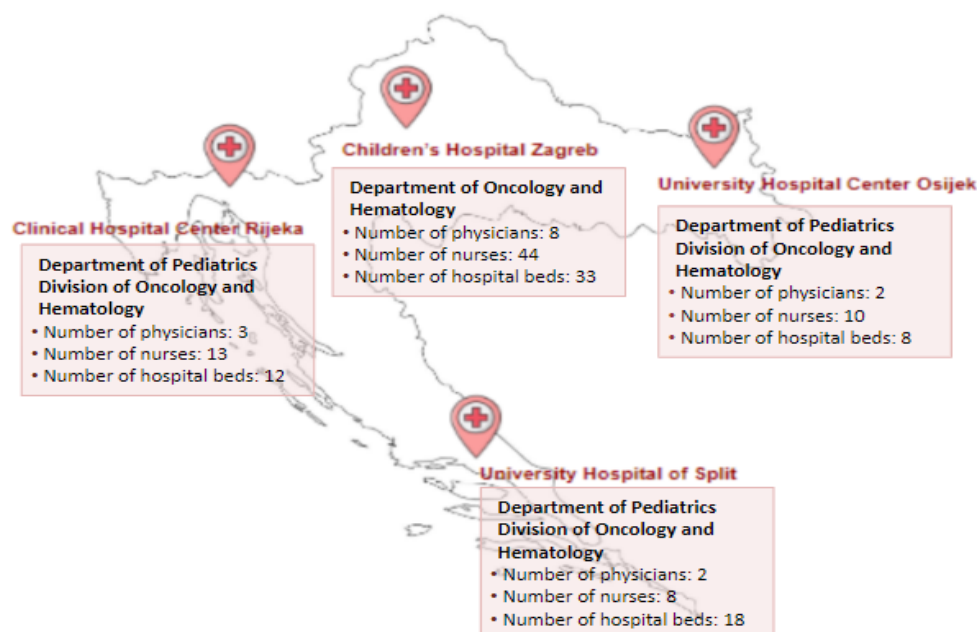 Children's Hospital Zagreb
Department of Oncology and
Hematology
• Number of physicians: 8
• Number of nurses: 44
• Number of hospital beds: 33
University Hospital Center Osijek
Department of Pediatrics
Division of Oncology and
Hematology
• Number of physicians: 2
• Number of nurses: 10
• Number of hospital beds: 8
Clinical Hospital Center Rijeka
Department of Pediatrics
Division of Oncology and
Hematology
• Number of physicians: 3
• Number of nurses: 13
• Number of hospital beds: 12
University Hospital of Split
Department of Pediatrics
Division of Oncology and
Hematology
• Number of physicians: 2
• Number of nurses: 8
• Number of hospital beds: 18